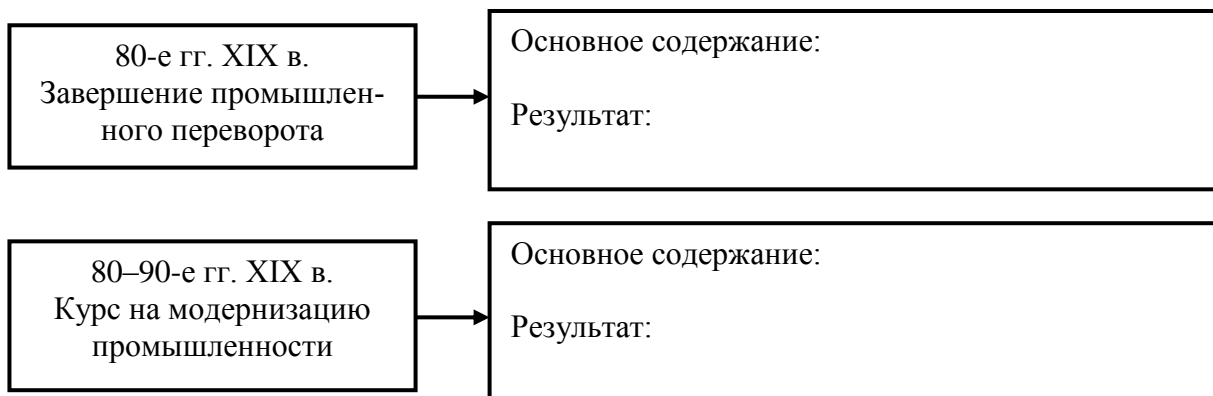 80-е гг. XIX в.
Завершение промышлен-
ного переворота
Основное содержание:
Результат:
80–90-е гг. XIX в.
Курс на модернизацию
промышленности
Основное содержание:
Результат: